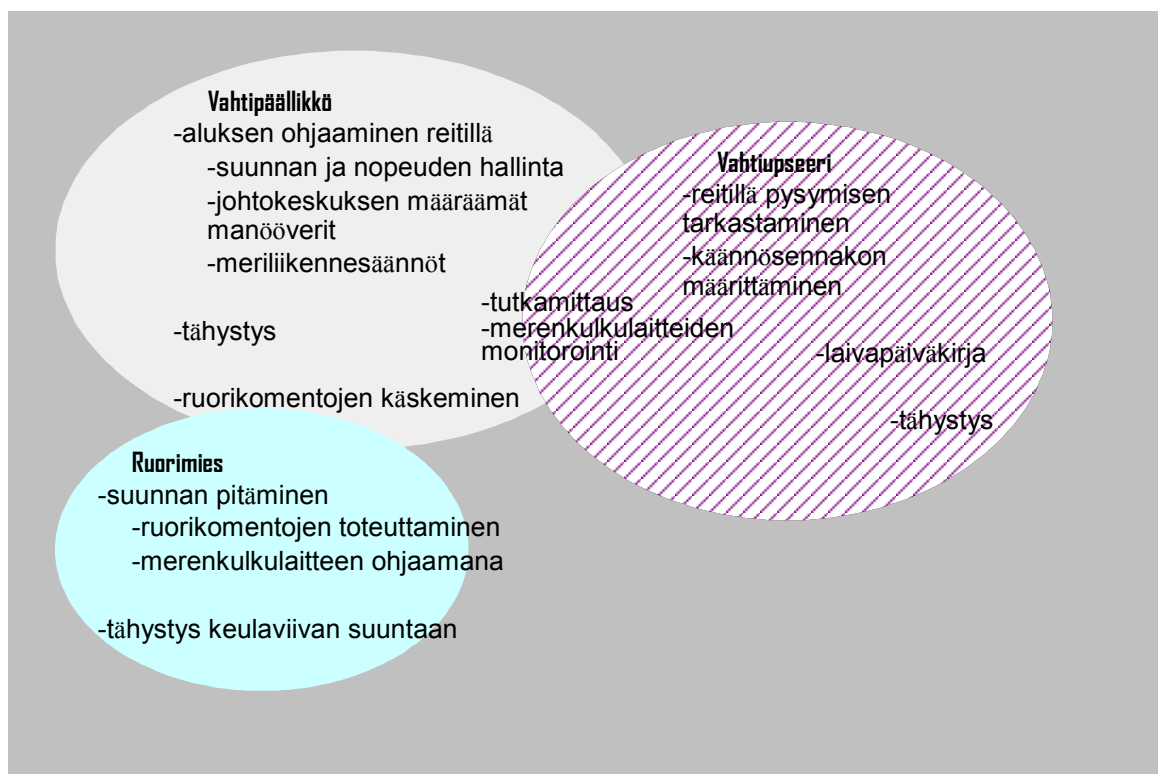 Vahtipäällikkö
-aluksen ohjaaminen reitillä
-suunnan ja nopeuden hallinta
-johtokeskuksen määräämät
manööverit
-meriliikennesäännöt
-tähystys
-ruorikomentojen käskeminen
-tutkamittaus
-merenkulkulaitteiden
monitorointi
Vahtiupseeri
-reitillä pysymisen
tarkastaminen
-käännösennakon
määrittäminen
-laivapäiväkirja
-tähystys
Ruorimies
-suunnan pitäminen
-ruorikomentojen toteuttaminen
-merenkulkulaitteen ohjaamana
-tähystys keulaviivan suuntaan